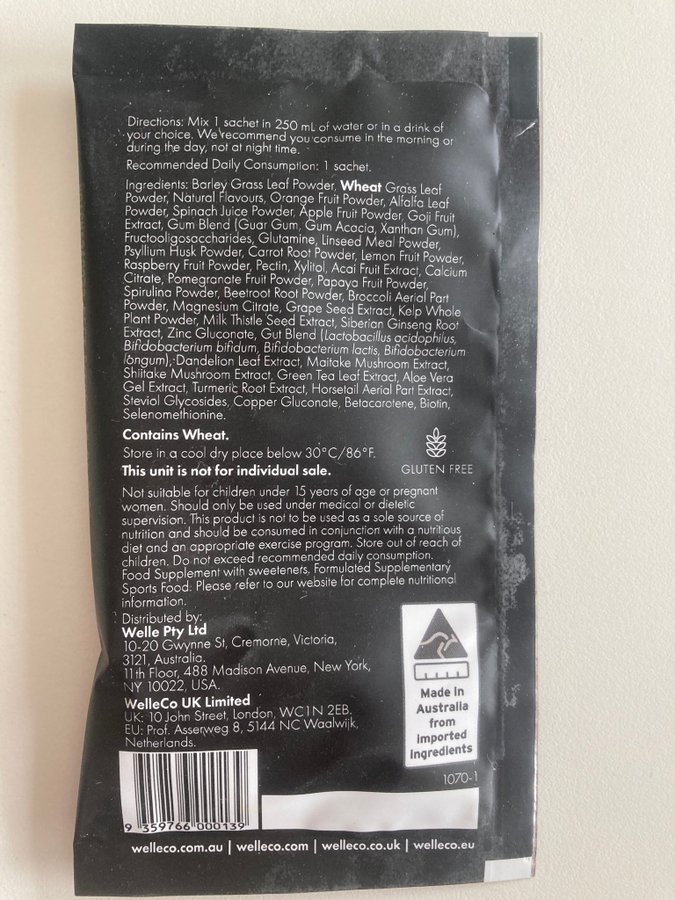 Directions: Mix 1 sachet in 250 mL of water or in a drink of
your choice. We recommend you consume in the morning or
during the day, not at night time.
Recommended Daily Consumption: 1 sachet.
Ingredients: Barley Grass Leaf Powder, Wheat Grass Leaf
Powder, Natural Flavours, Orange Fruit Powder, Alfalfa Leaf
Powder, Spinach Juice Powder, Apple Fruit Powder, Goji Fruit
Extract, Gum Blend (Guar Gum, Gum Acacia, Xanthan Gum),
Fructooligosaccharides, Glutamine, Linseed Meal Powder,
Psyllium Husk Powder, Carrot Root Powder, Lemon Fruit Powder,
Raspberry Fruit Powder, Pectin, Xylitol, Acai Fruit Extract, Calcium
Citrate, Pomegranate Fruit Powder, Papaya Fruit Powder,
Spirulina Powder, Beetroot Root Powder, Broccoli Aerial Part
Powder, Magnesium Citrate, Grape Seed Extract, Kelp Whole
Plant Powder, Milk Thistle Seed Extract, Siberian Ginseng Root
Extract, Zinc Gluconate, Gut Blend (Lactobacillus acidophilus,
Bifidobacterium bifidum, Bifidobacterium lactis, Bifidobacterium
longum), Dandelion Leaf Extract, Maitake Mushroom Extract,
Shiitake Mushroom Extract, Green Tea Leaf Extract, Aloe Vera
Gel Extract, Turmeric Root Extract, Horsetail Aerial Part Extract,
Steviol Glycosides, Copper Gluconate, Betacarotene, Biotin,
Selenomethionine.
Contains Wheat.
Store in a cool dry place below 30°C/86°F.
This unit is not for individual sale.
GLUTEN FREE
Not suitable for children under 15 years of age or pregnant
women. Should only be used under medical or dietetic
supervision. This product is not to be used as a sole source of
nutrition and should be consumed in conjunction with a nutritious
diet and an appropriate exercise program. Store out of reach of
children. Do not exceed recommended daily consumption.
Food Supplement with sweeteners, Formulated Supplementary
Sports Food. Please refer to our website for complete nutritional
information.
Distributed by:
Welle Pty Ltd
10-20 Gwynne St, Cremorne, Victoria,
3121, Australia.
11th Floor, 488 Madison Avenue, New York,
NY 10022, USA.
WelleCo UK Limited
UK: 10 John Street, London, WC1N 2EB.
EU: Prof. Asserweg 8, 5144 NC Waalwijk,
Netherlands.
Made in
Australia
from
imported
ingredients
1070-1
9 359766 000139
welleco.com.au | welleco.com | welleco.co.uk | welleco.eu